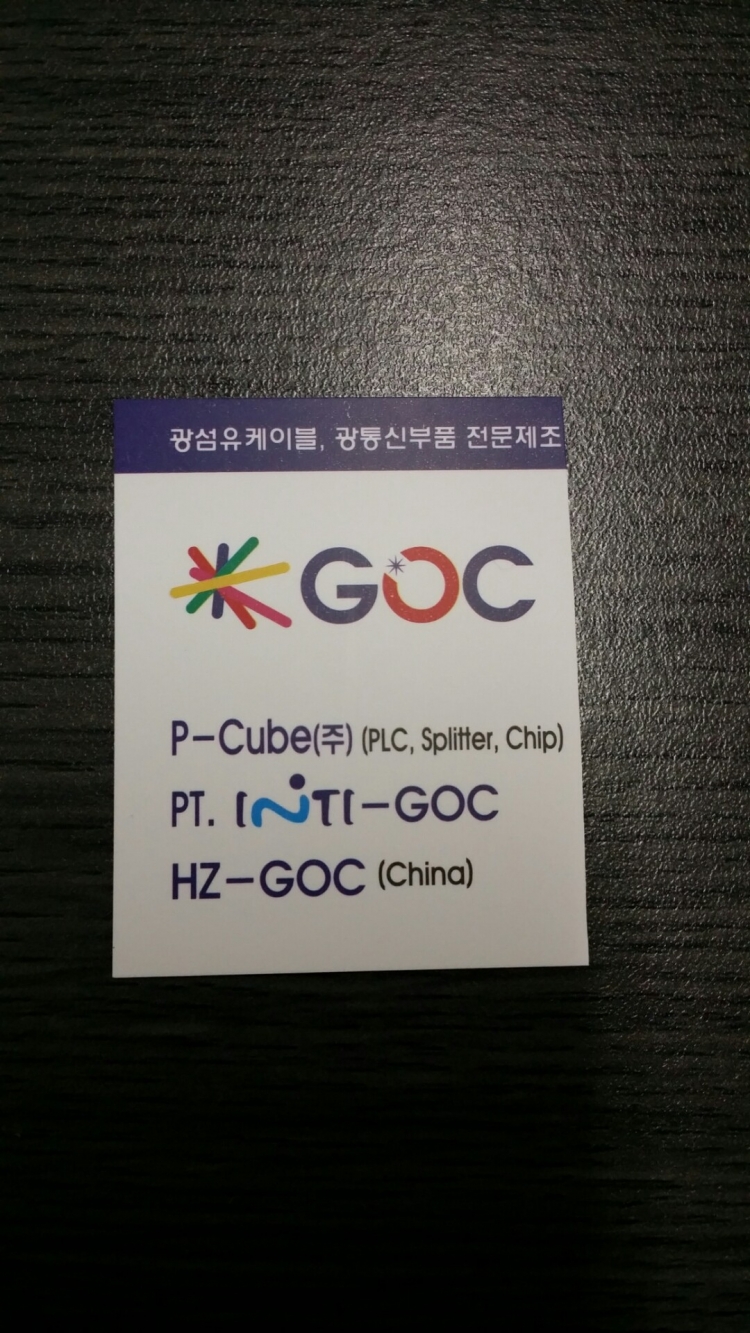 광섬유케이블, 광통신부품 전문제조
GOC
P-Cube(주) (PLC, Splitter, Chip)
PT. INTI-GOC
HZ-GOC (China)